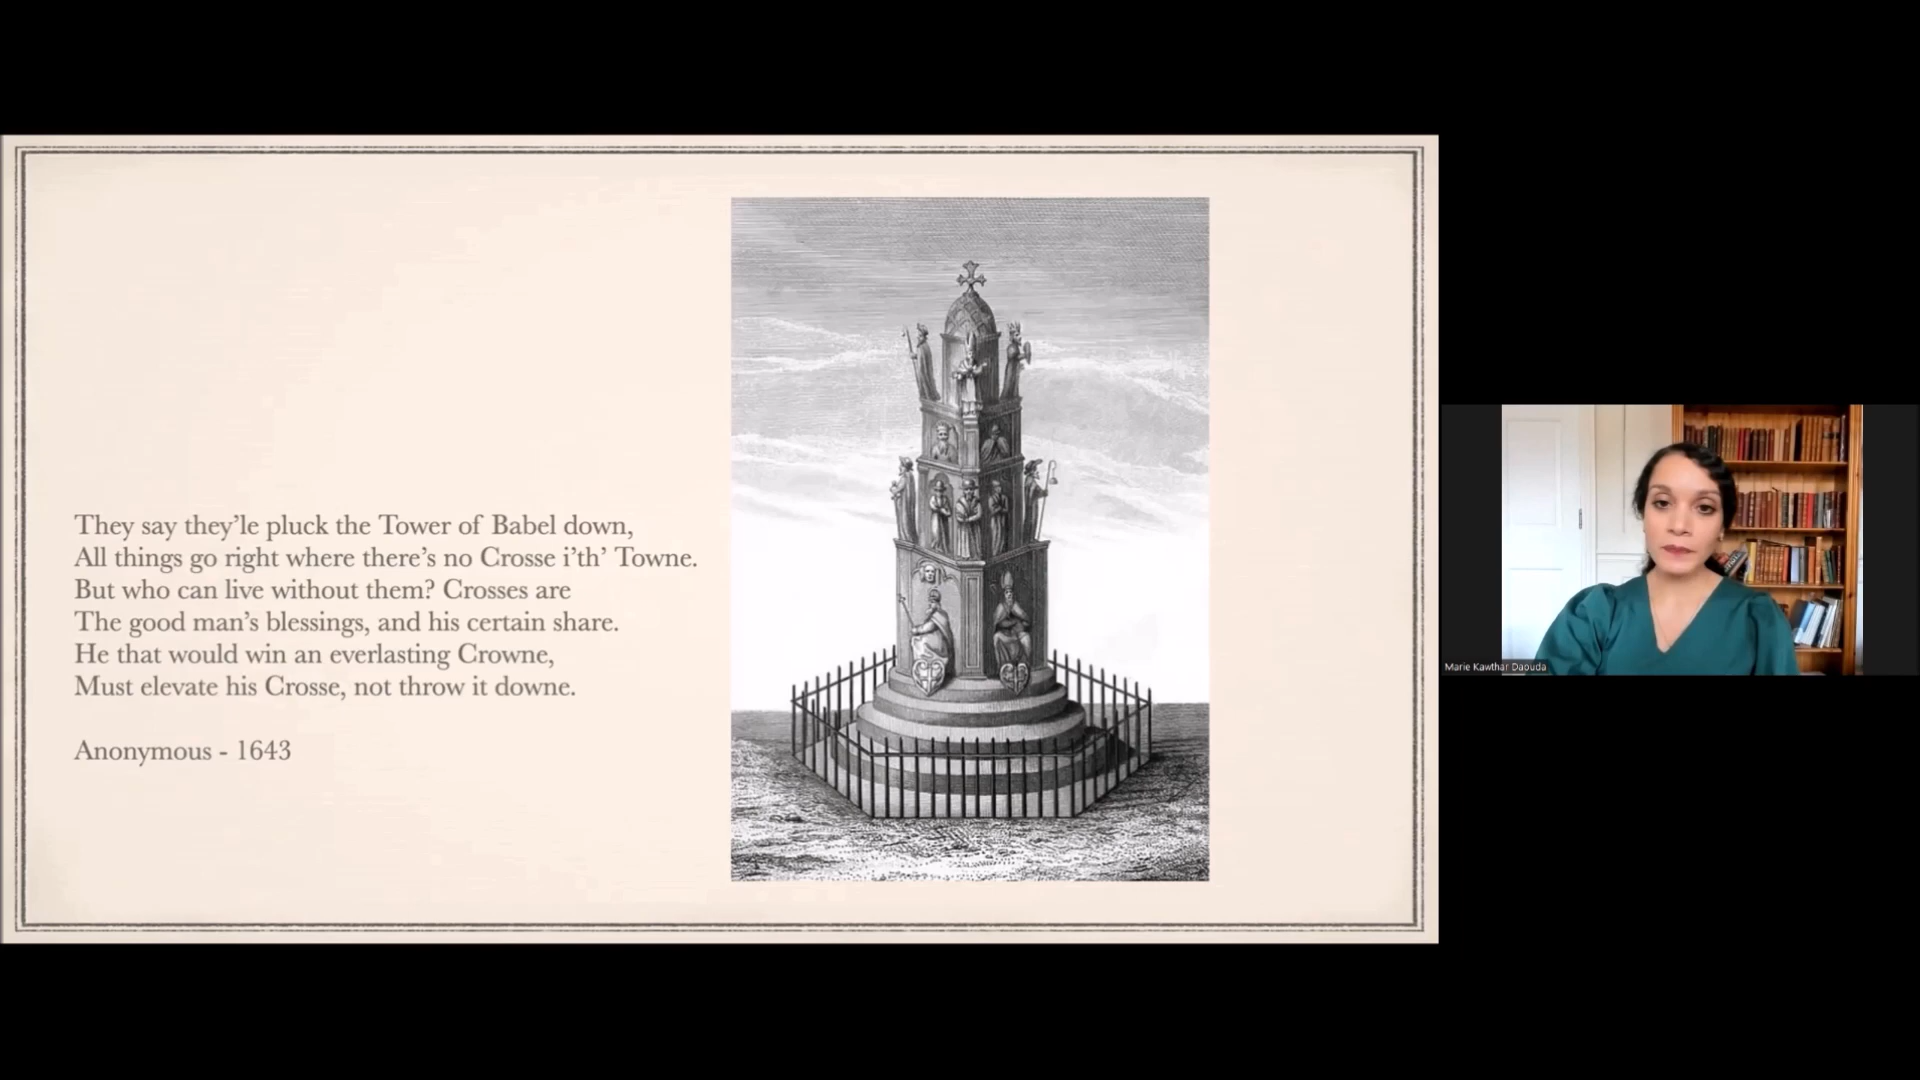 They say they’le pluck the Tower of Babel down,
All things go right where there’s no Crosse i’th’ Towne.
But who can live without them? Crosses are
The good man’s blessings, and his certain share.
He that would win an everlasting Crowne,
Must elevate his Crosse, not throw it downe.
Anonymous - 1643
Marie Kawthar Daouda